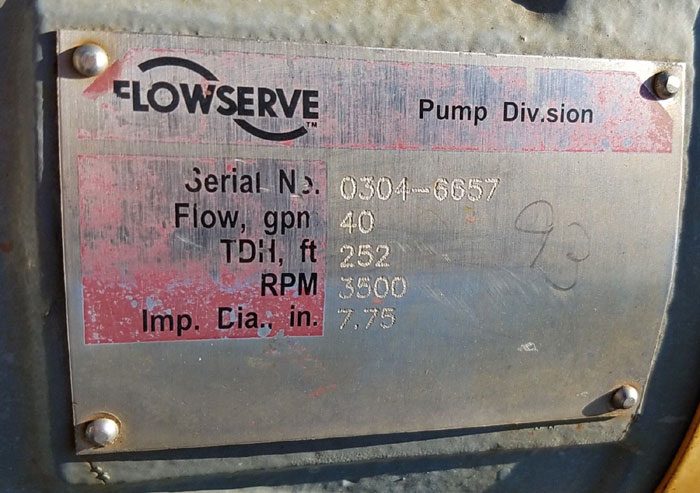 FLOWSERVE™
Pump Division
Serial No. 0304-6657
Flow, gpm 40
TDH, ft 252
RPM 3500
Imp. Dia., in. 7.75
93